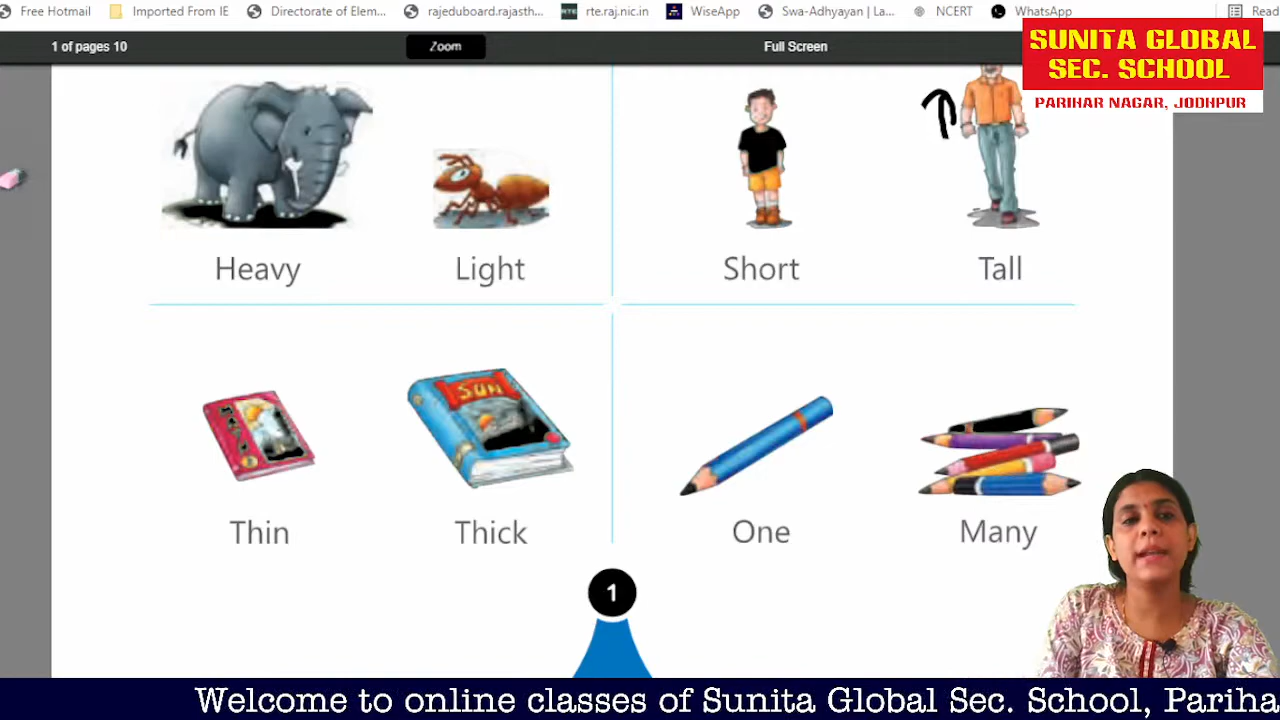 Free Hotmail Imported From IE Directorate of Elem... rajeduboard.rajasth... rte.raj.nic.in WiseApp Swa-Adhyayan | La... NCERT WhatsApp Read
1 of pages 10 Zoom Full Screen
SUNITA GLOBAL
SEC. SCHOOL
PARIHAR NAGAR, JODHPUR
Heavy Light Short Tall
SUN
Thin Thick One Many
1
Welcome to online classes of Sunita Global Sec. School, Pariha